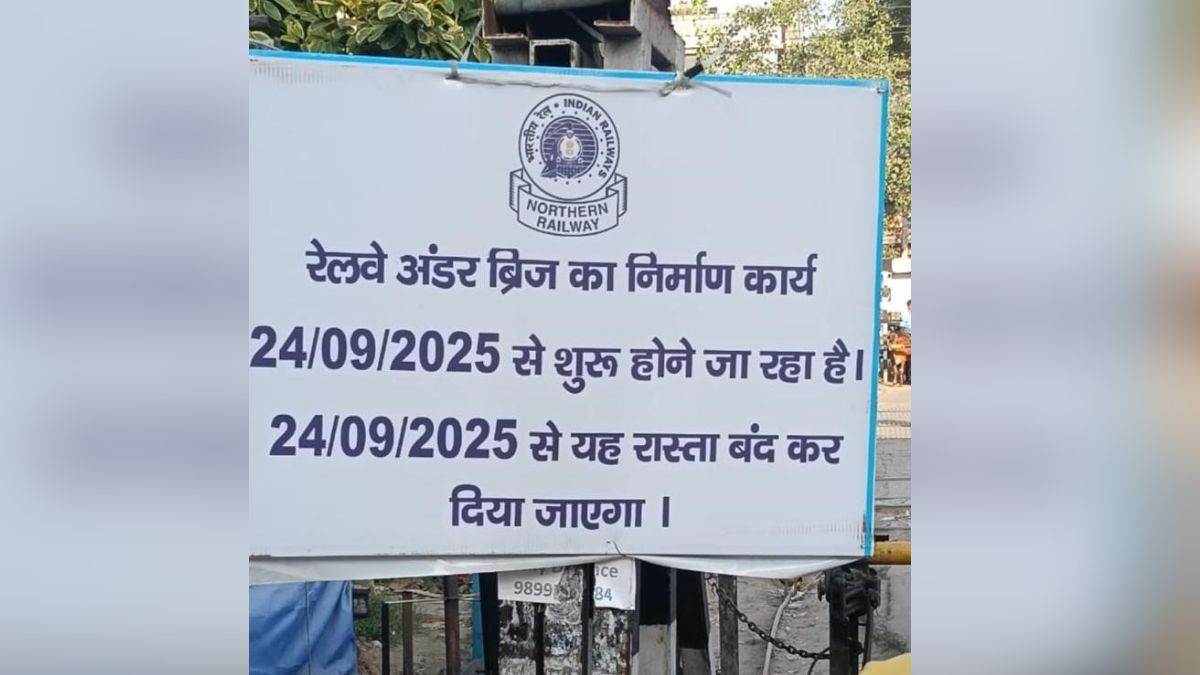 भारतीय रेल • INDIAN RAILWAYS
NORTHERN
RAILWAY
रेलवे अंडर ब्रिज का निर्माण कार्य
24/09/2025 से शुरू होने जा रहा है।
24/09/2025 से यह रास्ता बंद कर
दिया जाएगा ।